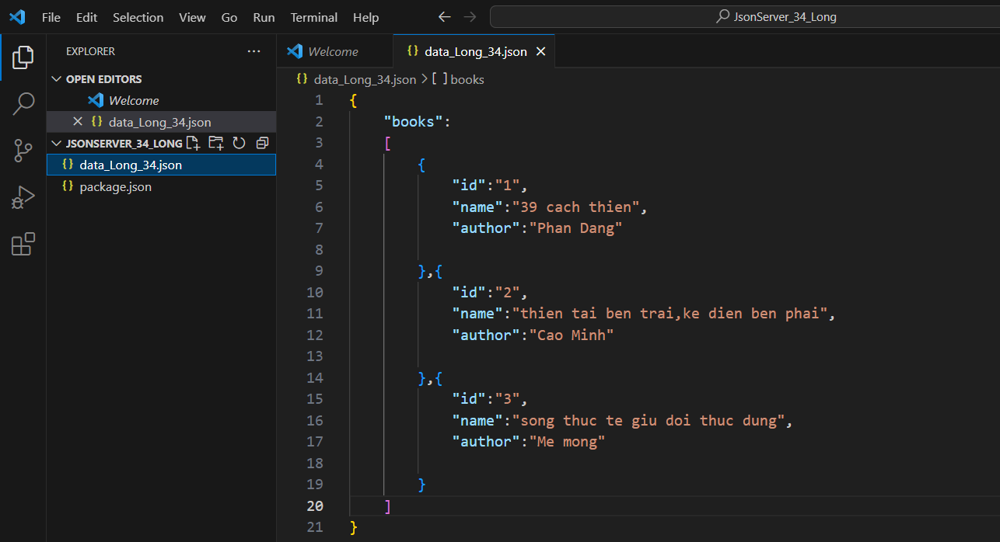 File Edit Selection View Go Run Terminal Help ← → JsonServer_34_Long
EXPLORER ...
OPEN EDITORS
Welcome
data_Long_34.json
JSONSERVER_34_LONG
{} data_Long_34.json
{} package.json
Welcome {} data_Long_34.json ×
{} data_Long_34.json > [ ] books
1 {
2 "books":
3 [
4 {
5 "id":"1",
6 "name":"39 cach thien",
7 "author":"Phan Dang"
8
9 },{
10 "id":"2",
11 "name":"thien tai ben trai,ke dien ben phai",
12 "author":"Cao Minh"
13
14 },{
15 "id":"3",
16 "name":"song thuc te giu doi thuc dung",
17 "author":"Me mong"
18
19 }
20 ]
21 }